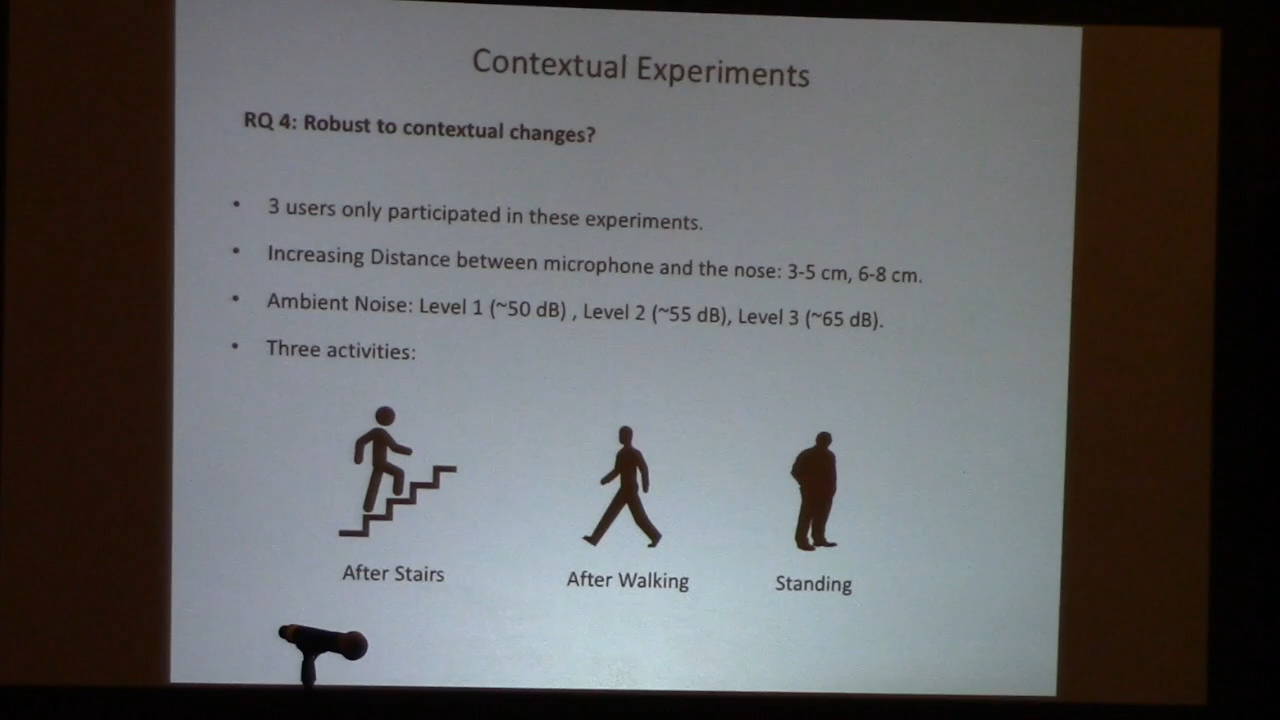 Contextual Experiments
RQ 4: Robust to contextual changes?
• 3 users only participated in these experiments.
• Increasing Distance between microphone and the nose: 3-5 cm, 6-8 cm.
• Ambient Noise: Level 1 (~50 dB) , Level 2 (~55 dB), Level 3 (~65 dB).
• Three activities:
After Stairs
After Walking
Standing